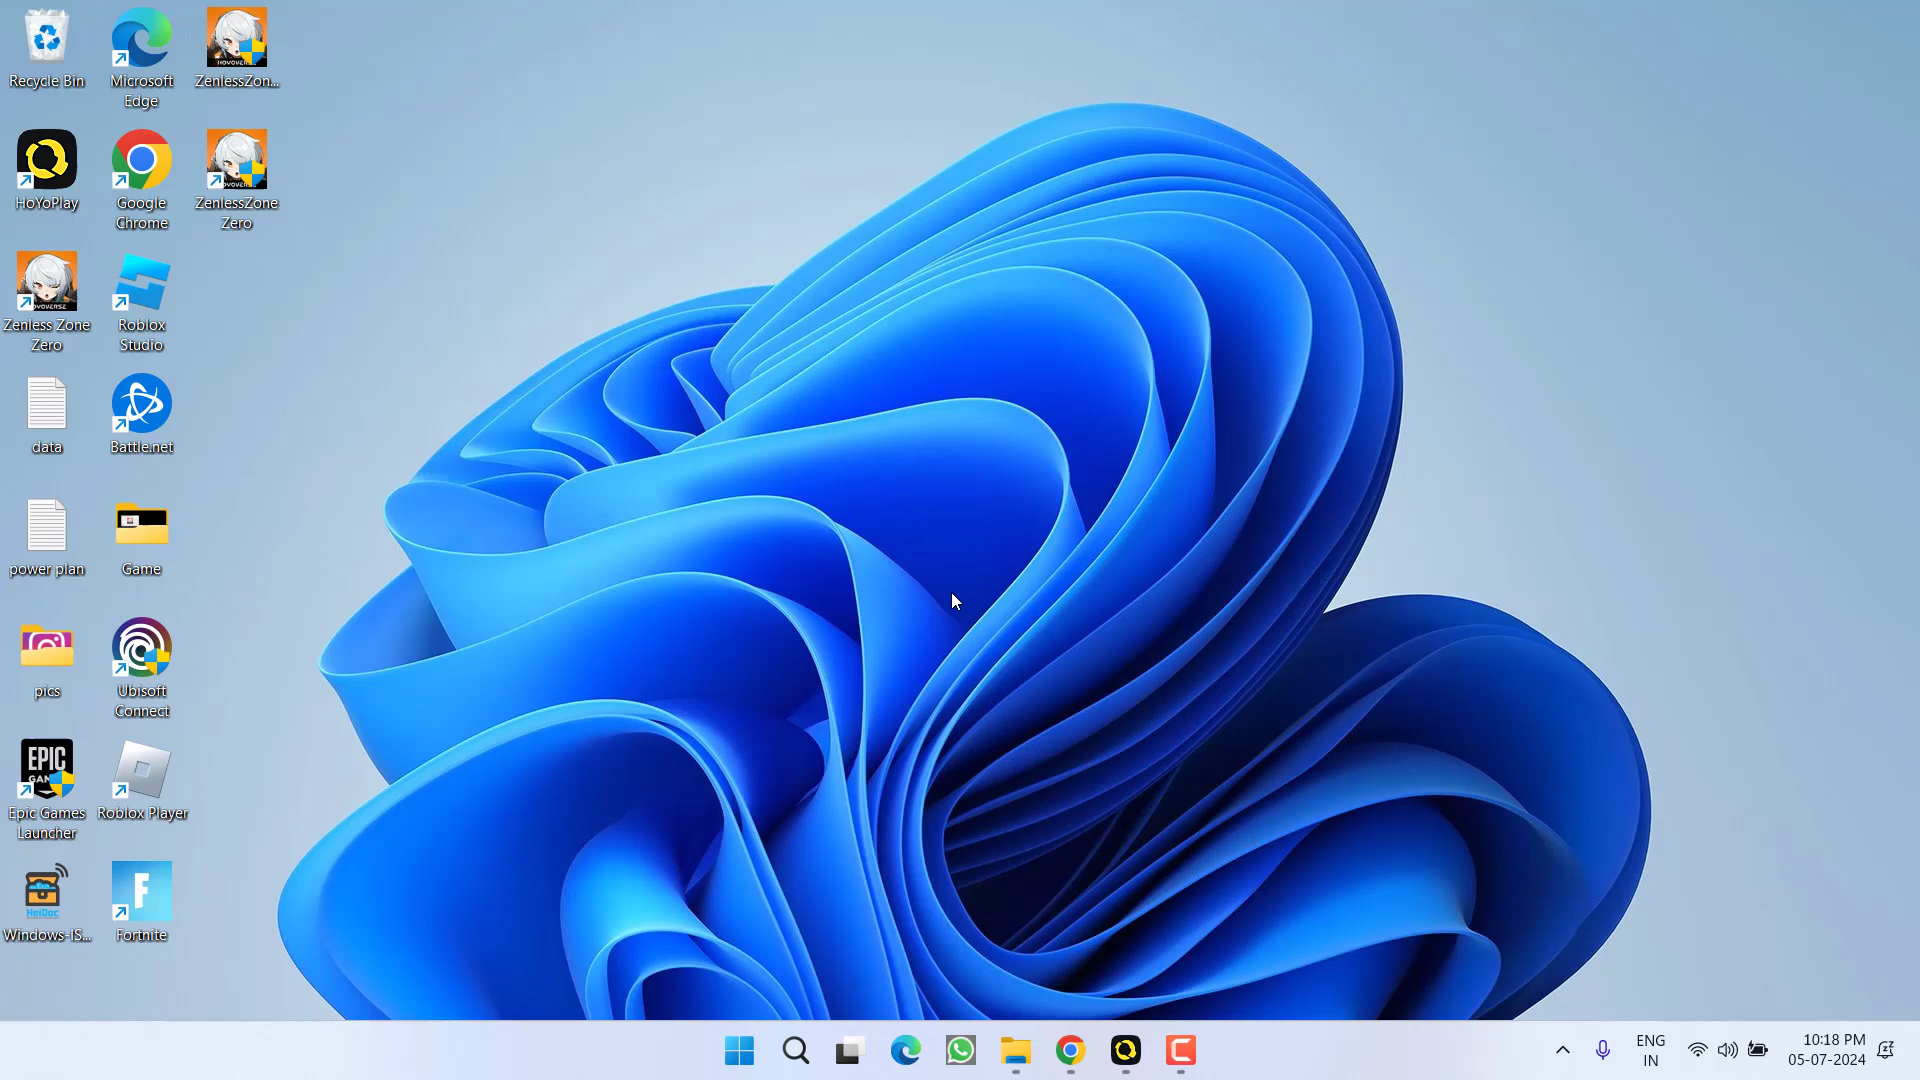 Recycle Bin
Microsoft
Edge
ZenlessZon...
HoYoPlay
Google
Chrome
ZenlessZone
Zero
Zenless Zone
Zero
Roblox
Studio
data
Battle.net
power plan
Game
pics
Ubisoft
Connect
EPIC
Epic Games
Launcher
Roblox Player
HeiDoc
Windows-IS...
F
Fortnite
ENG
IN
10:18 PM
05-07-2024